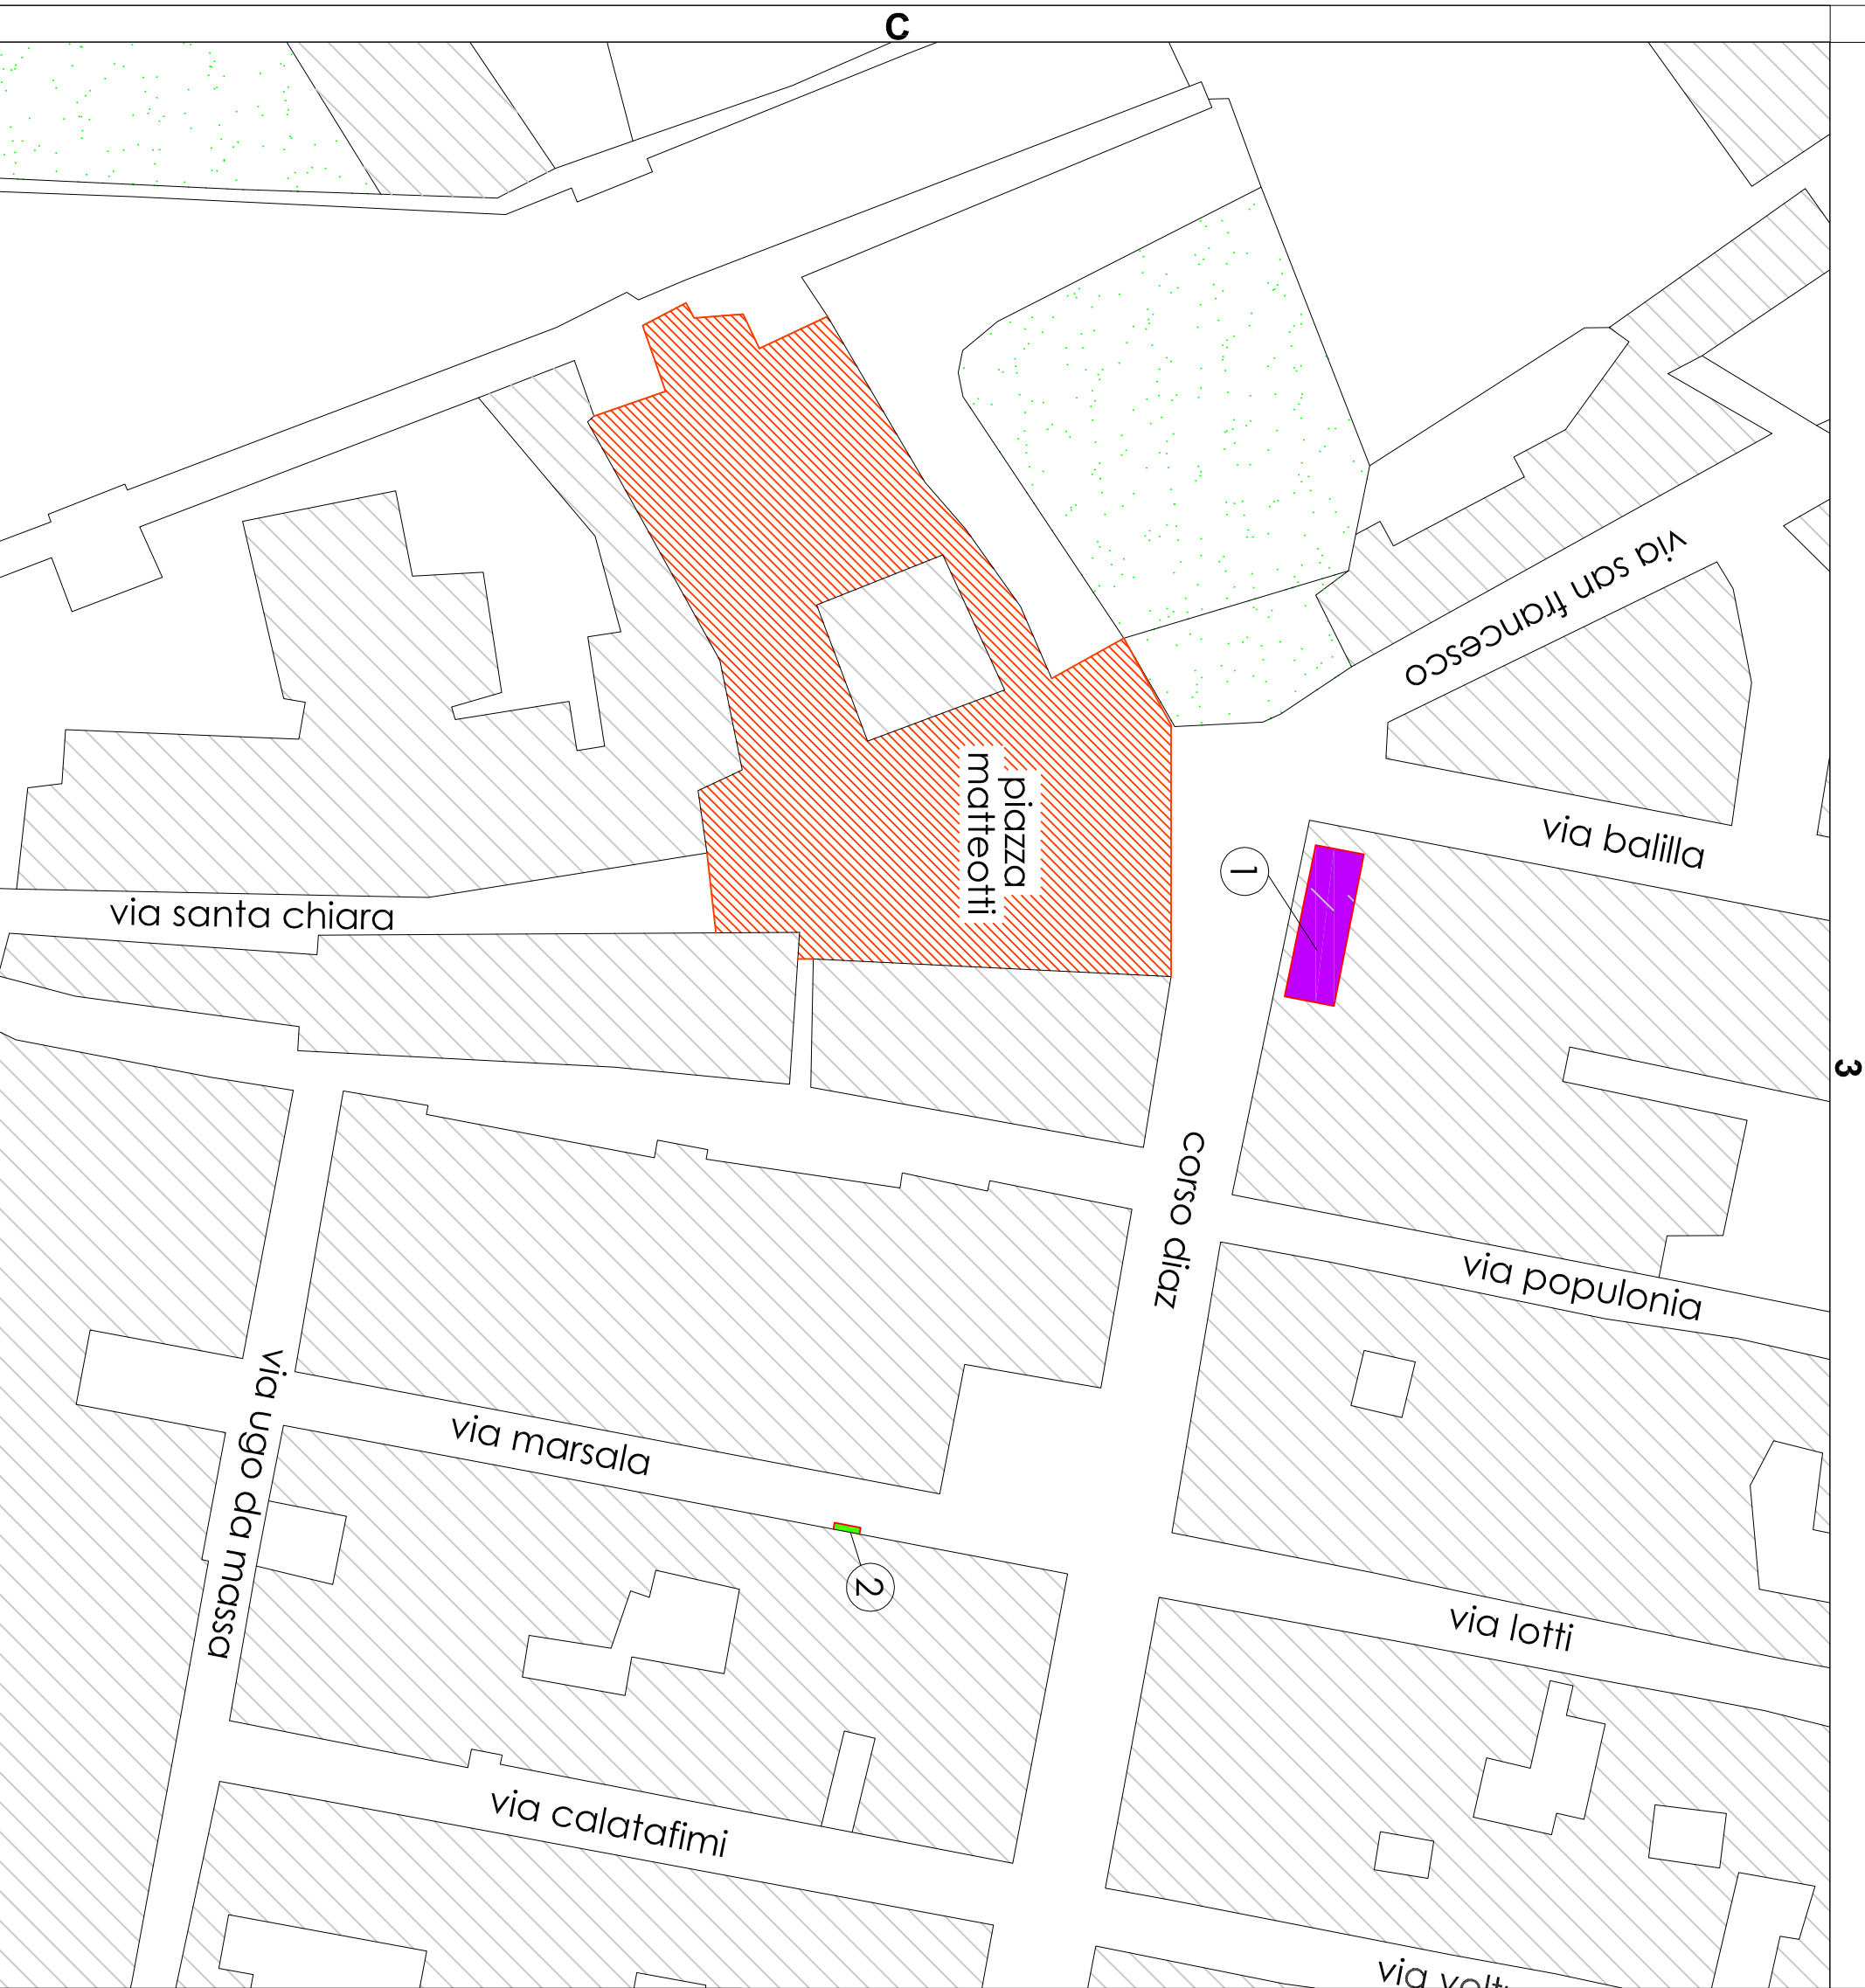 C
3
via san francesco
piazza
matteotti
via balilla
1
via santa chiara
corso diaz
via populonia
via ugo da massa
via marsala
2
via lotti
via calatafimi
via